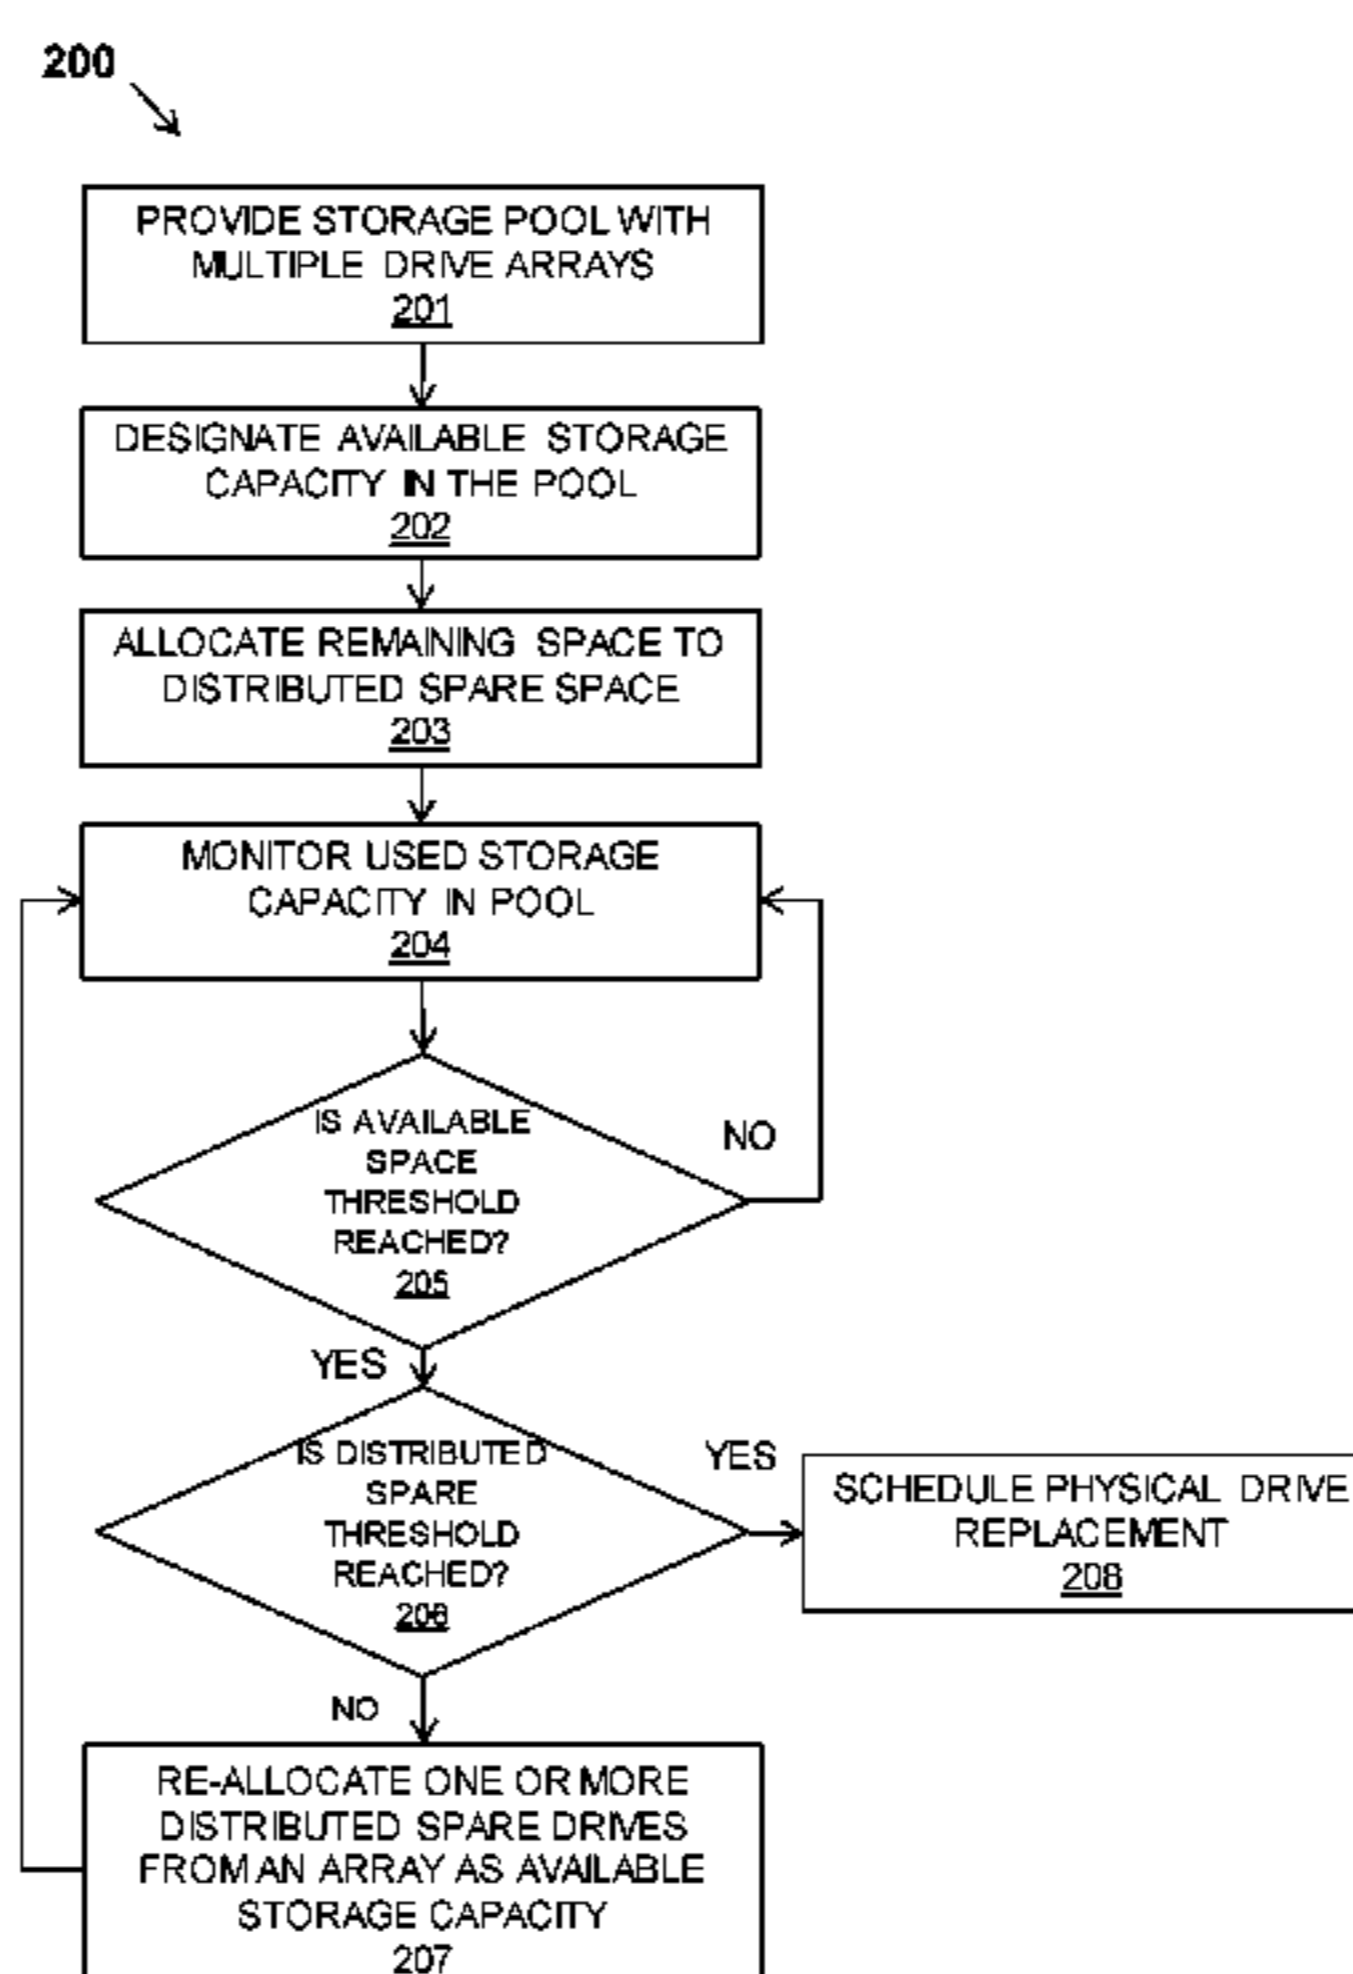 200
PROVIDE STORAGE POOL WITH
MULTIPLE DRIVE ARRAYS
201
DESIGNATE AVAILABLE STORAGE
CAPACITY IN THE POOL
202
ALLOCATE REMAINING SPACE TO
DISTRIBUTED SPARE SPACE
203
MONITOR USED STORAGE
CAPACITY IN POOL
204
IS AVAILABLE
SPACE
THRESHOLD
REACHED?
205
NO
YES
IS DISTRIBUTED
SPARE
THRESHOLD
REACHED?
206
YES
SCHEDULE PHYSICAL DRIVE
REPLACEMENT
208
NO
RE-ALLOCATE ONE OR MORE
DISTRIBUTED SPARE DRIVES
FROM AN ARRAY AS AVAILABLE
STORAGE CAPACITY
207